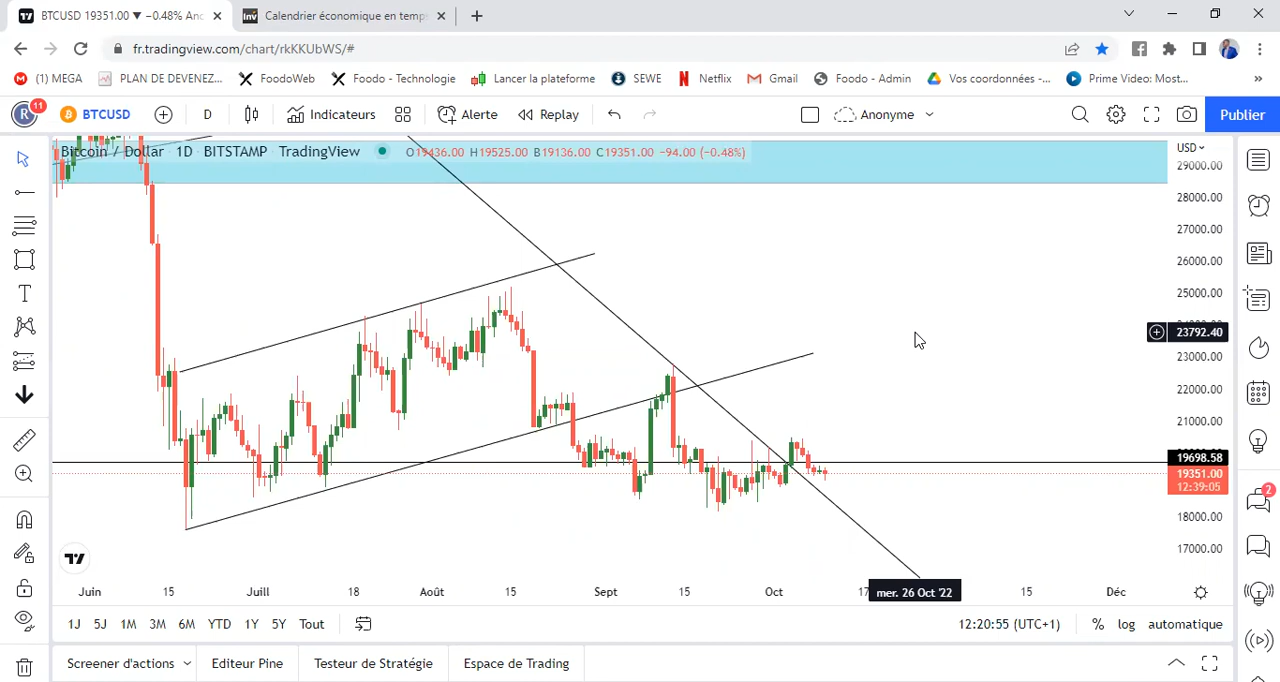 BTCUSD 19351.00 ▼ −0.48% Anc
Calendrier économique en temps
fr.tradingview.com/chart/rkKKUbWS/#
(1) MEGA
PLAN DE DEVENEZ...
FoodoWeb
Foodo - Technologie
Lancer la plateforme
SEWE
Netflix
Gmail
Foodo - Admin
Vos coordonnées -...
Prime Video: Most...
»
R
11
BTCUSD
D
Indicateurs
Alerte
Replay
Anonyme
Publier
Bitcoin / Dollar 1D BITSTAMP TradingView
O19436.00 H19525.00 B19136.00 C19351.00 −94.00 (−0.48%)
USD
29000.00
28000.00
27000.00
26000.00
25000.00
23792.40
23000.00
22000.00
21000.00
19698.58
19351.00
12:39:05
18000.00
17000.00
2
Juin
15
Juill
18
Août
15
Sept
15
Oct
17
mer. 26 Oct '22
15
Déc
1J
5J
1M
3M
6M
YTD
1Y
5Y
Tout
12:20:55 (UTC+1)
%
log
automatique
Screener d'actions
Editeur Pine
Testeur de Stratégie
Espace de Trading